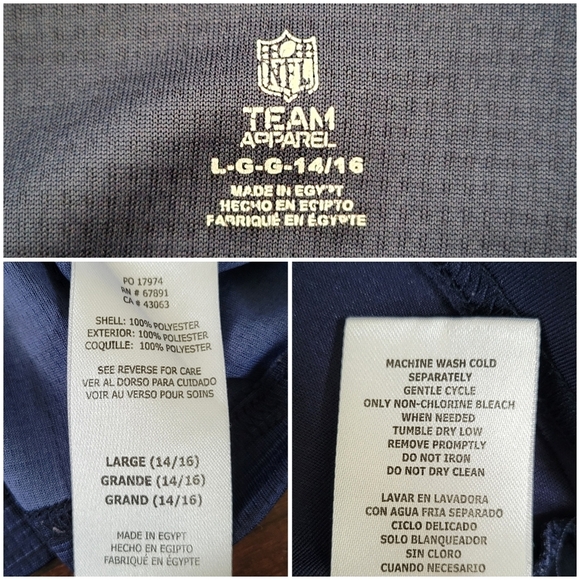 NFL
TEAM
APPAREL
L-G-G-14/16
MADE IN EGYPT
HECHO EN EGIPTO
FABRIQUÉ EN ÉGYPTE
PO 17974
RN # 67891
CA # 43063
SHELL: 100% POLYESTER
EXTERIOR: 100% POLYESTER
COQUILLE: 100% POLYESTER
SEE REVERSE FOR CARE
VER AL DORSO PARA CUIDADO
VOIR AU VERSO POUR SOINS
LARGE (14/16)
GRANDE (14/16)
GRAND (14/16)
MADE IN EGYPT
HECHO EN EGIPTO
FABRIQUÉ EN ÉGYPTE
MACHINE WASH COLD
SEPARATELY
GENTLE CYCLE
ONLY NON-CHLORINE BLEACH
WHEN NEEDED
TUMBLE DRY LOW
REMOVE PROMPTLY
DO NOT IRON
DO NOT DRY CLEAN
LAVAR EN LAVADORA
CON AGUA FRIA SEPARADO
CICLO DELICADO
SOLO BLANQUEADOR
SIN CLORO
CUANDO NECESARIO